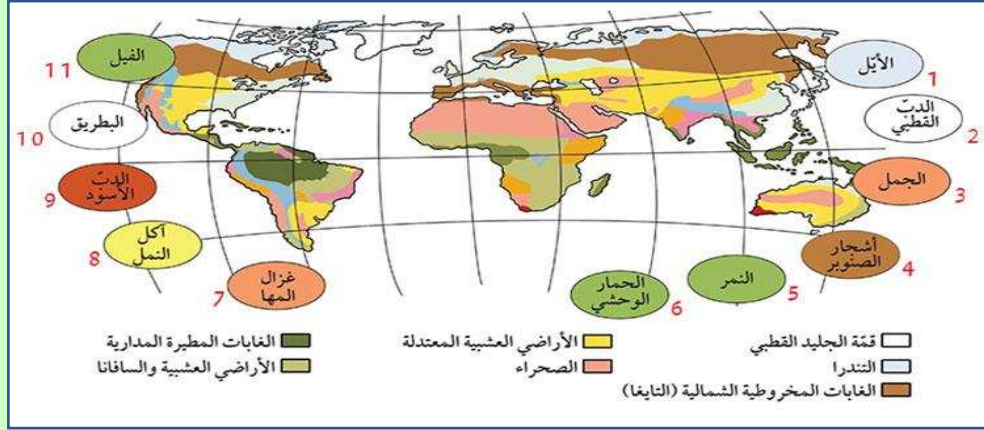 الأيّل
1
الدبّ
القطبي
2
الجمل
3
أشجار
الصنوبر
4
النمر
5
الحمار
الوحشي
6
غزال
المها
7
آكل
النمل
8
الدبّ
الأسود
9
البطريق
10
الفيل
11
قمّة الجليد القطبي
التندرا
الغابات المخروطية الشمالية (التايغا)
الأراضي العشبية المعتدلة
الصحراء
الغابات المطيرة المدارية
الأراضي العشبية والسافانا